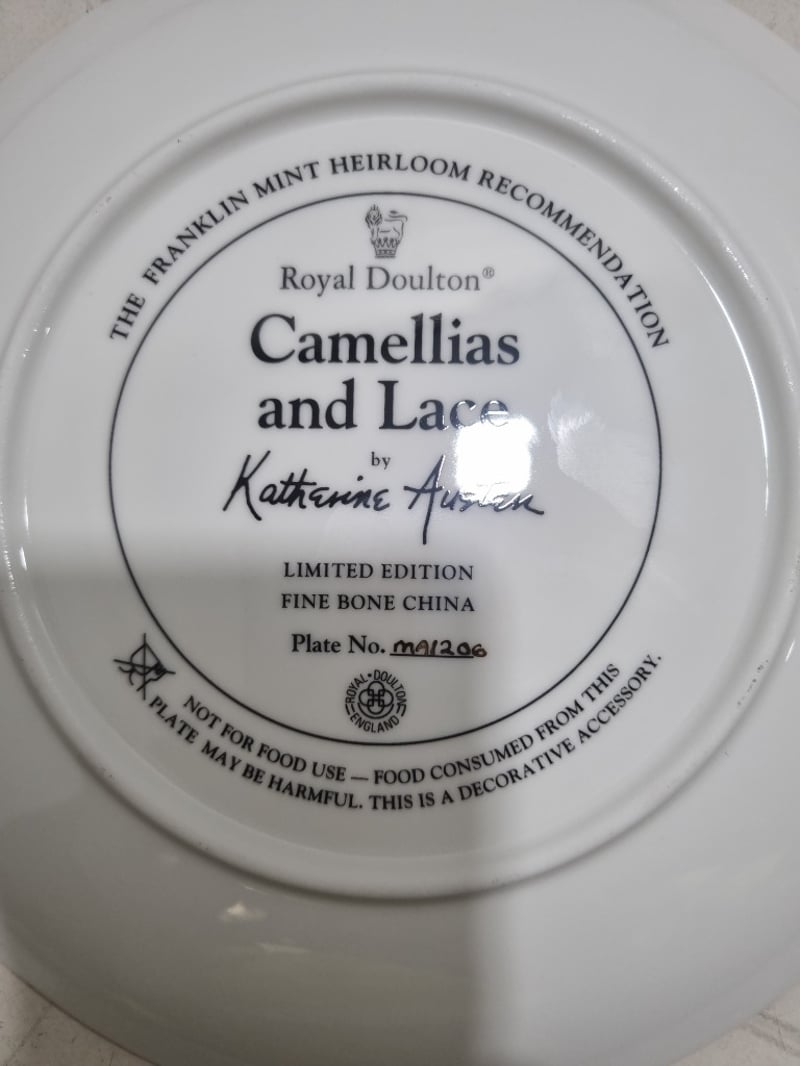 THE FRANKLIN MINT HEIRLOOM RECOMMENDATION
Royal Doulton®
Camellias
and Lace
by
Katherine Austen
LIMITED EDITION
FINE BONE CHINA
Plate No. MA1206
ROYAL · DOULTON
ENGLAND
NOT FOR FOOD USE — FOOD CONSUMED FROM THIS
PLATE MAY BE HARMFUL. THIS IS A DECORATIVE ACCESSORY.